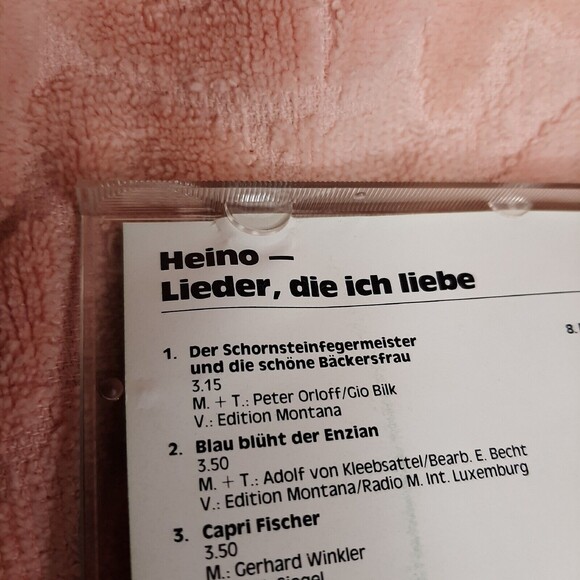 Heino —
Lieder, die ich liebe
1. Der Schornsteinfegermeister
und die schöne Bäckersfrau
3.15
M. + T.: Peter Orloff/Gio Bilk
V.: Edition Montana
2. Blau blüht der Enzian
3.50
M. + T.: Adolf von Kleebsattel/Bearb. E. Becht
V.: Edition Montana/Radio M. Int. Luxemburg
3. Capri Fischer
3.50
M.: Gerhard Winkler
8.